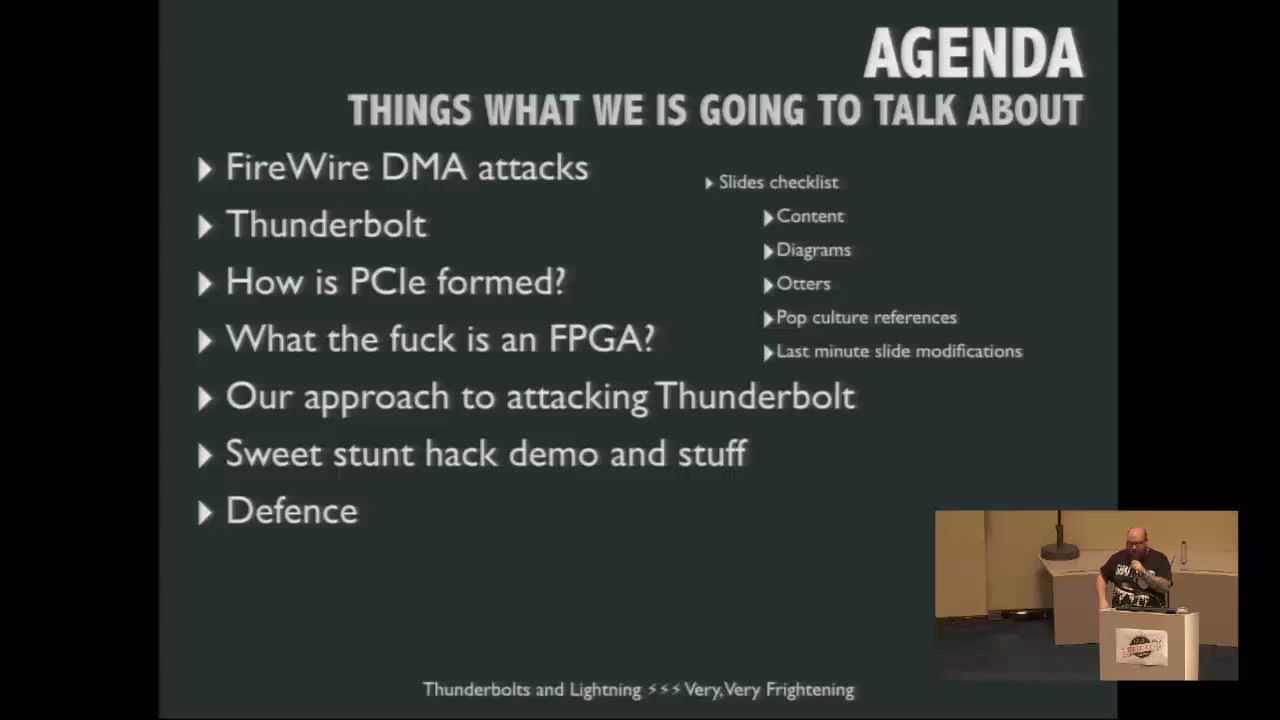 AGENDA
THINGS WHAT WE IS GOING TO TALK ABOUT
FireWire DMA attacks
Thunderbolt
How is PCIe formed?
What the fuck is an FPGA?
Our approach to attacking Thunderbolt
Sweet stunt hack demo and stuff
Defence
Slides checklist
Content
Diagrams
Otters
Pop culture references
Last minute slide modifications
Thunderbolts and Lightning ⚡⚡⚡ Very, Very Frightening